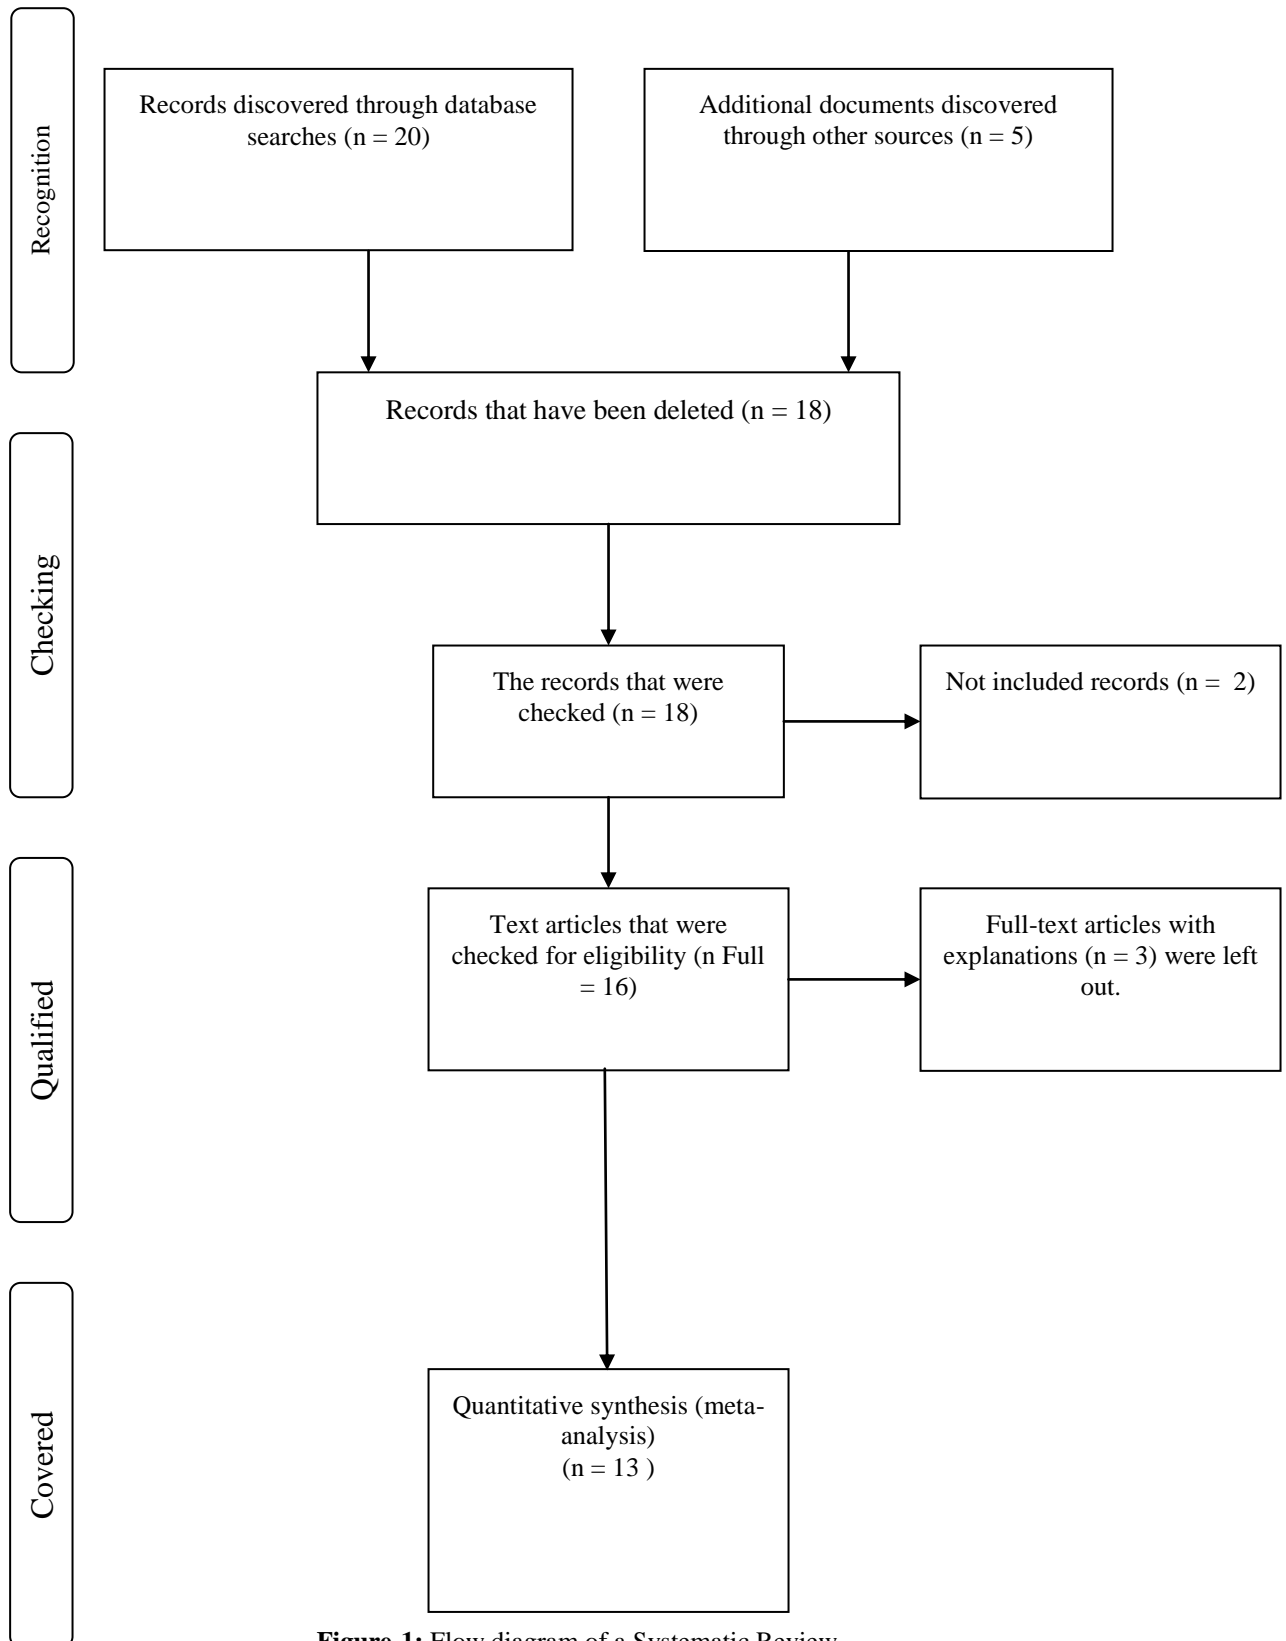 Recognition
Records discovered through database
searches (n = 20)
Additional documents discovered
through other sources (n = 5)
Records that have been deleted (n = 18)
Checking
The records that were
checked (n = 18)
Not included records (n =  2)
Qualified
Text articles that were
checked for eligibility (n Full
= 16)
Full-text articles with
explanations (n = 3) were left
out.
Covered
Quantitative synthesis (meta-
analysis)
(n = 13 )
Figure 1: Flow diagram of a Systematic Review